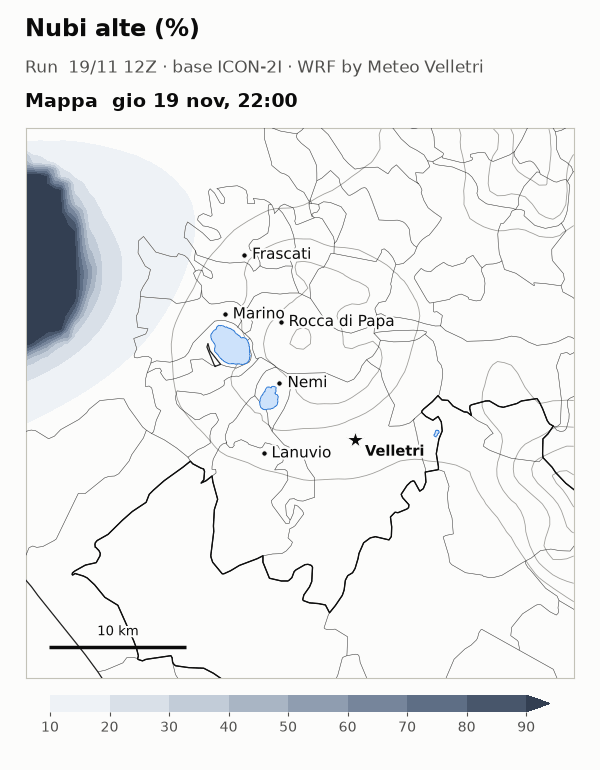 Nubi alte (%)
Run  19/11 12Z · base ICON-2I · WRF by Meteo Velletri
Mappa  gio 19 nov, 22:00
Frascati
Marino
Rocca di Papa
Nemi
Velletri
Lanuvio
10 km
10 20 30 40 50 60 70 80 90